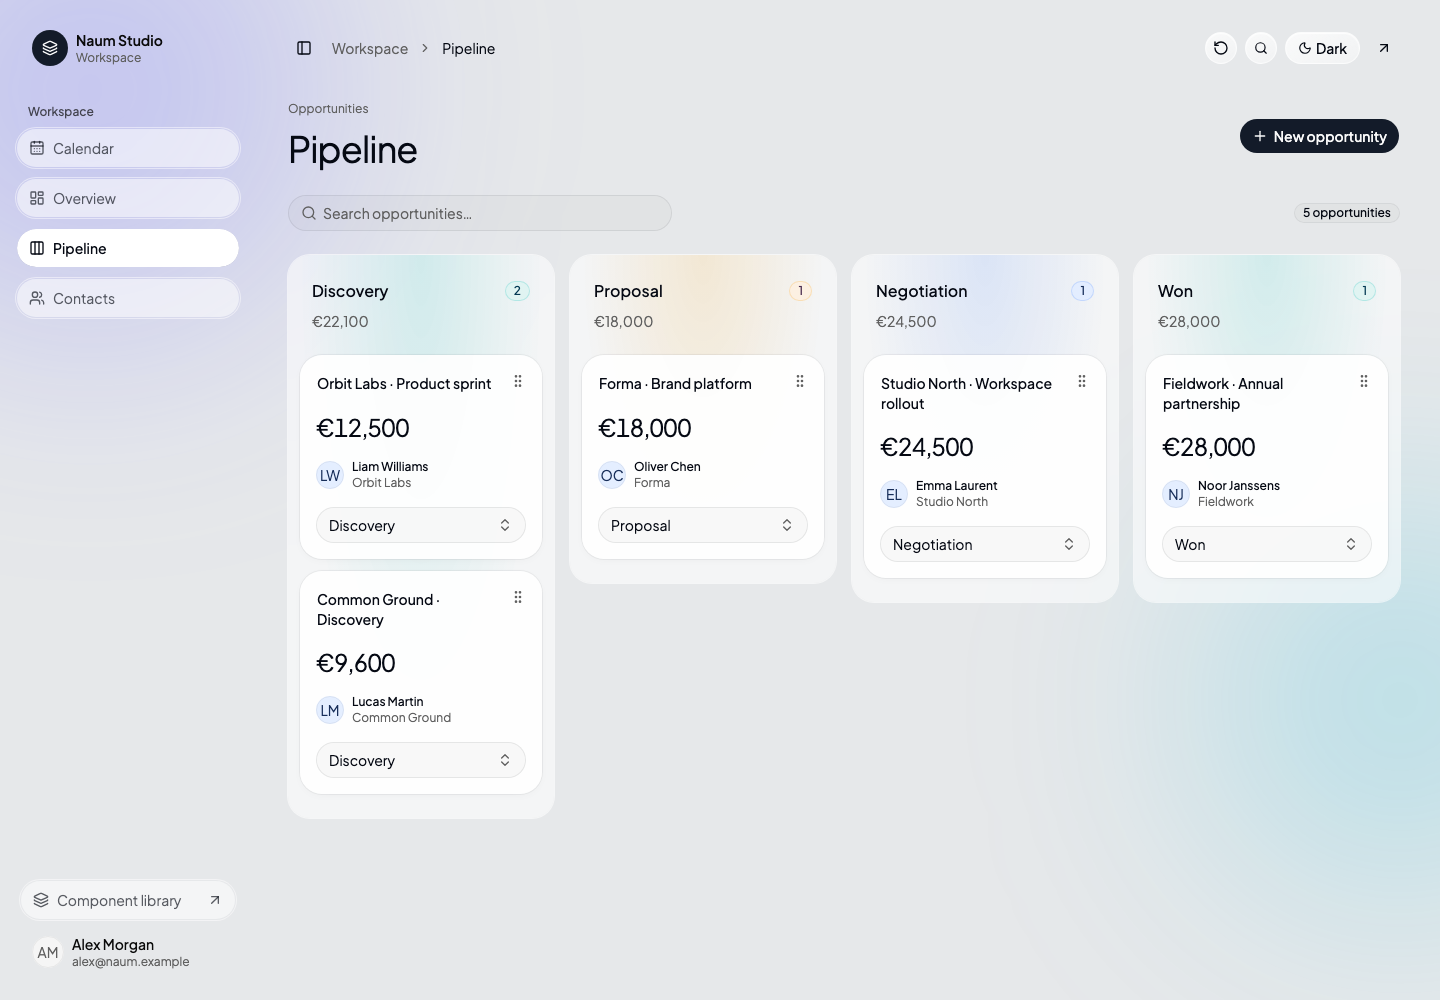 Naum Studio
Workspace
Workspace
Calendar
Overview
Pipeline
Contacts
Component library
AM
Alex Morgan
alex@naum.example
Workspace
Pipeline
Dark
Opportunities
Pipeline
New opportunity
Search opportunities...
5 opportunities
Discovery
2
€22,100
Orbit Labs · Product sprint
€12,500
LW
Liam Williams
Orbit Labs
Discovery
Common Ground ·
Discovery
€9,600
LM
Lucas Martin
Common Ground
Discovery
Proposal
1
€18,000
Forma · Brand platform
€18,000
OC
Oliver Chen
Forma
Proposal
Negotiation
1
€24,500
Studio North · Workspace
rollout
€24,500
EL
Emma Laurent
Studio North
Negotiation
Won
1
€28,000
Fieldwork · Annual
partnership
€28,000
NJ
Noor Janssens
Fieldwork
Won